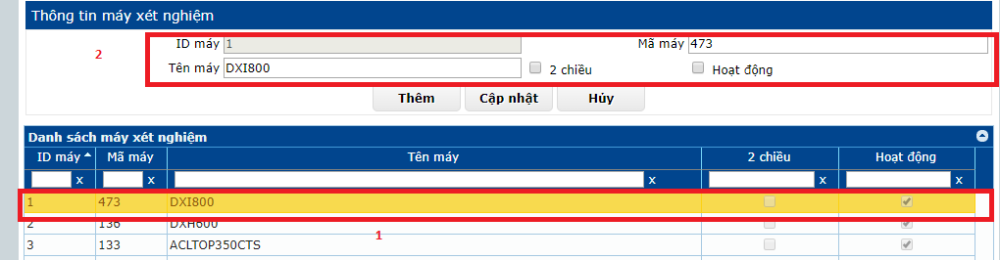 Thông tin máy xét nghiệm
ID máy 1 Mã máy 473
2
Tên máy DXI800 2 chiều Hoạt động
Thêm Cập nhật Hủy
Danh sách máy xét nghiệm
ID máy Mã máy Tên máy 2 chiều Hoạt động
x x x x x
1 473 DXI800
2 136 DXH600
1
3 133 ACLTOP350CTS